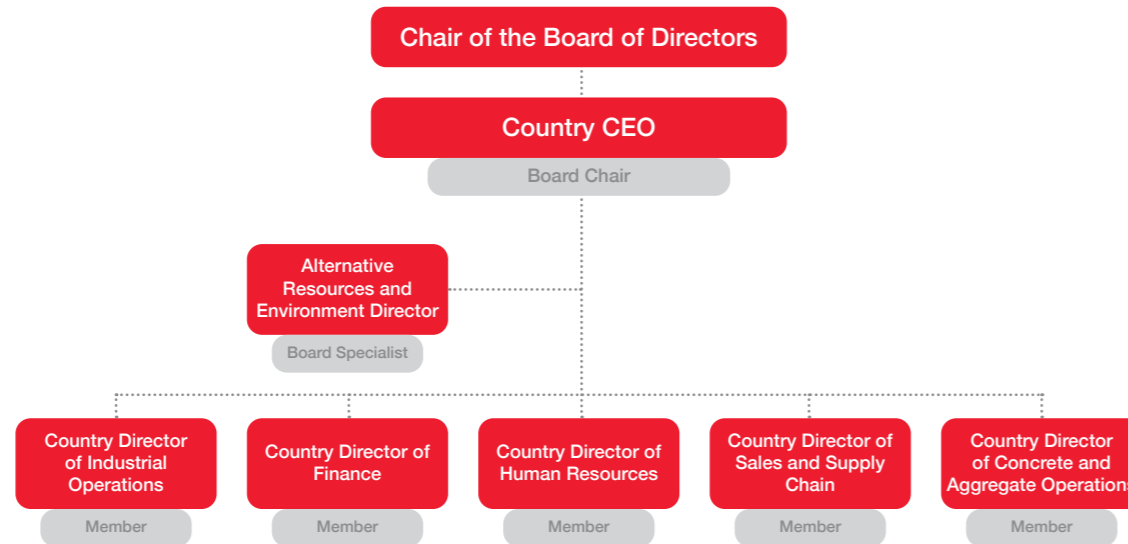 Chair of the Board of Directors
Country CEO
Board Chair
Alternative
Resources and
Environment Director
Board Specialist
Country Director
of Industrial
Operations
Member
Country Director of
Finance
Member
Country Director of
Human Resources
Member
Country Director of
Sales and Supply
Chain
Member
Country Director
of Concrete and
Aggregate Operations
Member